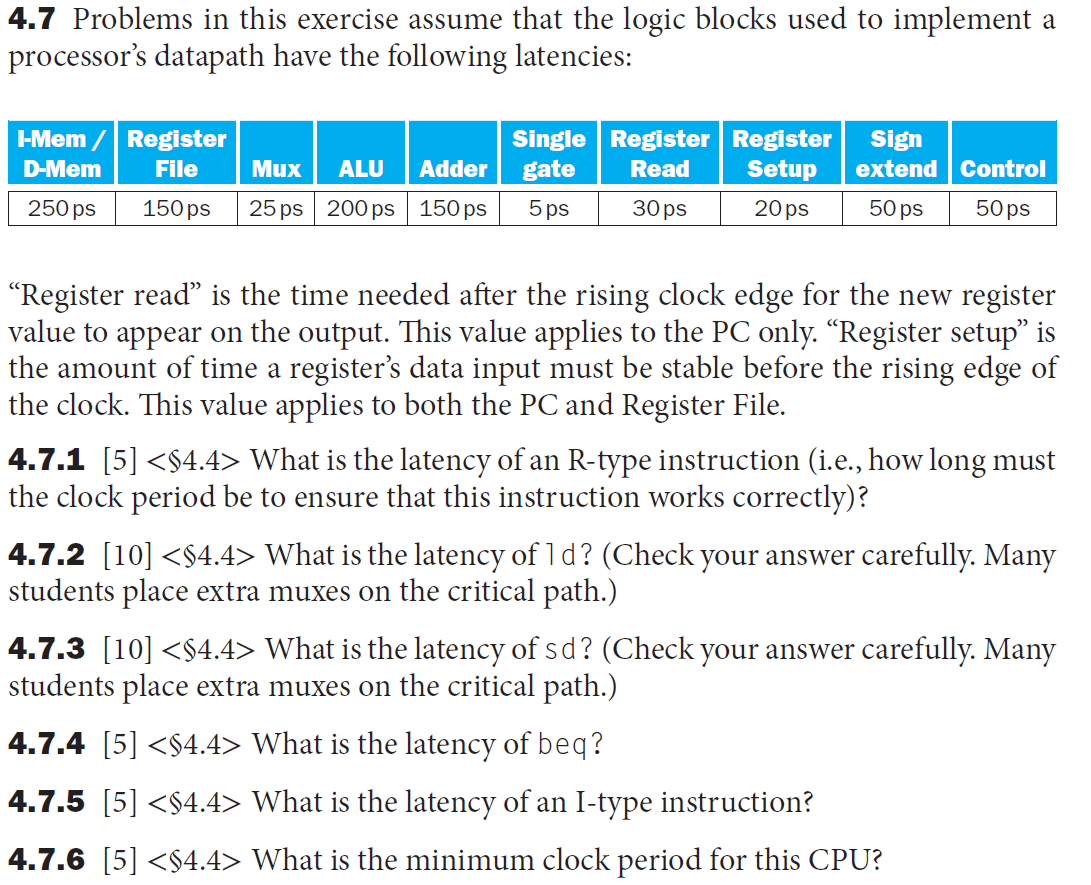 4.7 Problems in this exercise assume that the logic blocks used to implement a
processor’s datapath have the following latencies:
I-Mem / D-Mem Register File Mux ALU Adder Single gate Register Read Register Setup Sign extend Control
250 ps 150 ps 25 ps 200 ps 150 ps 5 ps 30 ps 20 ps 50 ps 50 ps
“Register read” is the time needed after the rising clock edge for the new register
value to appear on the output. This value applies to the PC only. “Register setup” is
the amount of time a register’s data input must be stable before the rising edge of
the clock. This value applies to both the PC and Register File.
4.7.1 [5] <§4.4> What is the latency of an R-type instruction (i.e., how long must
the clock period be to ensure that this instruction works correctly)?
4.7.2 [10] <§4.4> What is the latency of ld? (Check your answer carefully. Many
students place extra muxes on the critical path.)
4.7.3 [10] <§4.4> What is the latency of sd? (Check your answer carefully. Many
students place extra muxes on the critical path.)
4.7.4 [5] <§4.4> What is the latency of beq?
4.7.5 [5] <§4.4> What is the latency of an I-type instruction?
4.7.6 [5] <§4.4> What is the minimum clock period for this CPU?